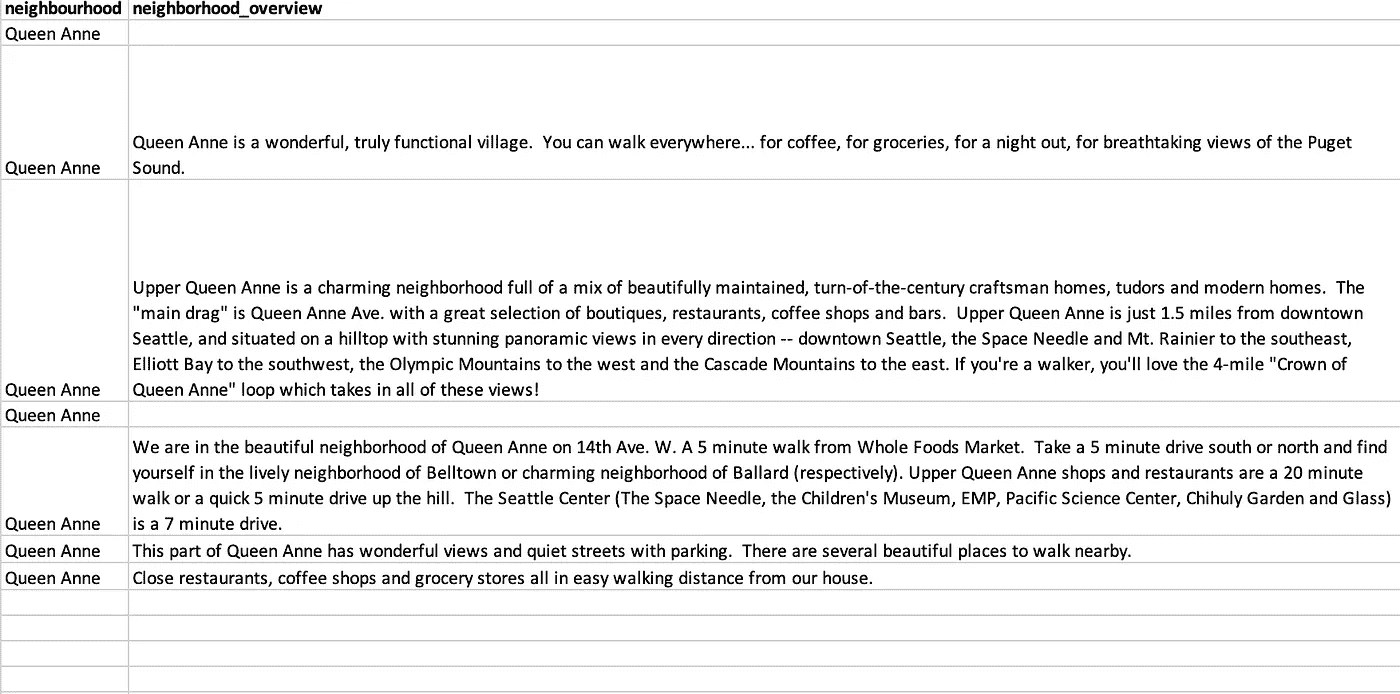 neighbourhood neighborhood_overview
Queen Anne
Queen Anne is a wonderful, truly functional village.  You can walk everywhere... for coffee, for groceries, for a night out, for breathtaking views of the Puget
Queen Anne Sound.
Upper Queen Anne is a charming neighborhood full of a mix of beautifully maintained, turn-of-the-century craftsman homes, tudors and modern homes.  The
"main drag" is Queen Anne Ave. with a great selection of boutiques, restaurants, coffee shops and bars.  Upper Queen Anne is just 1.5 miles from downtown
Seattle, and situated on a hilltop with stunning panoramic views in every direction -- downtown Seattle, the Space Needle and Mt. Rainier to the southeast,
Elliott Bay to the southwest, the Olympic Mountains to the west and the Cascade Mountains to the east. If you're a walker, you'll love the 4-mile "Crown of
Queen Anne Queen Anne" loop which takes in all of these views!
Queen Anne
We are in the beautiful neighborhood of Queen Anne on 14th Ave. W. A 5 minute walk from Whole Foods Market.  Take a 5 minute drive south or north and find
yourself in the lively neighborhood of Belltown or charming neighborhood of Ballard (respectively). Upper Queen Anne shops and restaurants are a 20 minute
walk or a quick 5 minute drive up the hill.  The Seattle Center (The Space Needle, the Children's Museum, EMP, Pacific Science Center, Chihuly Garden and Glass)
Queen Anne is a 7 minute drive.
Queen Anne This part of Queen Anne has wonderful views and quiet streets with parking.  There are several beautiful places to walk nearby.
Queen Anne Close restaurants, coffee shops and grocery stores all in easy walking distance from our house.